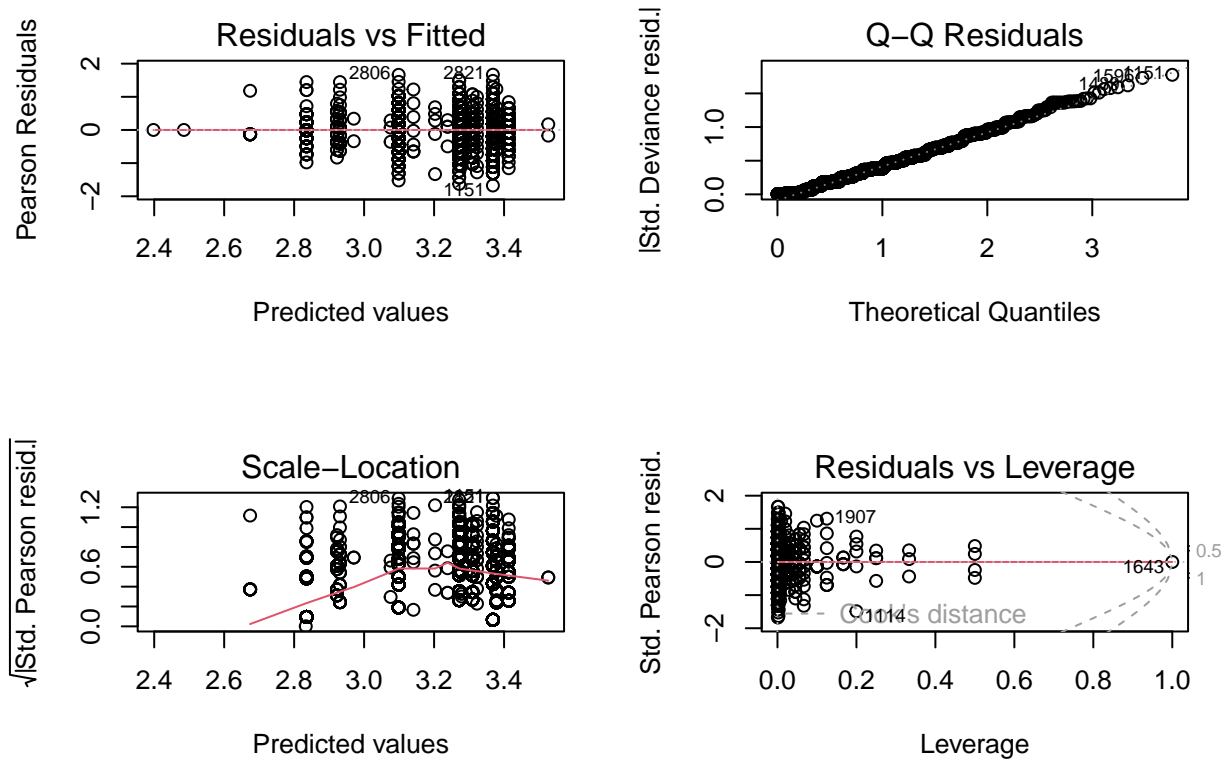 Residuals vs Fitted
Pearson Residuals
2
0
−2
2806
2821
1151
2.4 2.6 2.8 3.0 3.2 3.4
Predicted values
Q−Q Residuals
|Std. Deviance resid.|
1.0
0.0
1151
0 1 2 3
Theoretical Quantiles
Scale−Location
√|Std. Pearson resid.|
1.2
0.6
0.0
2806
2.4 2.6 2.8 3.0 3.2 3.4
Predicted values
Residuals vs Leverage
Std. Pearson resid.
2
0
−2
1907
1643
1114
Cook's distance
0.5
1
0.0 0.2 0.4 0.6 0.8 1.0
Leverage